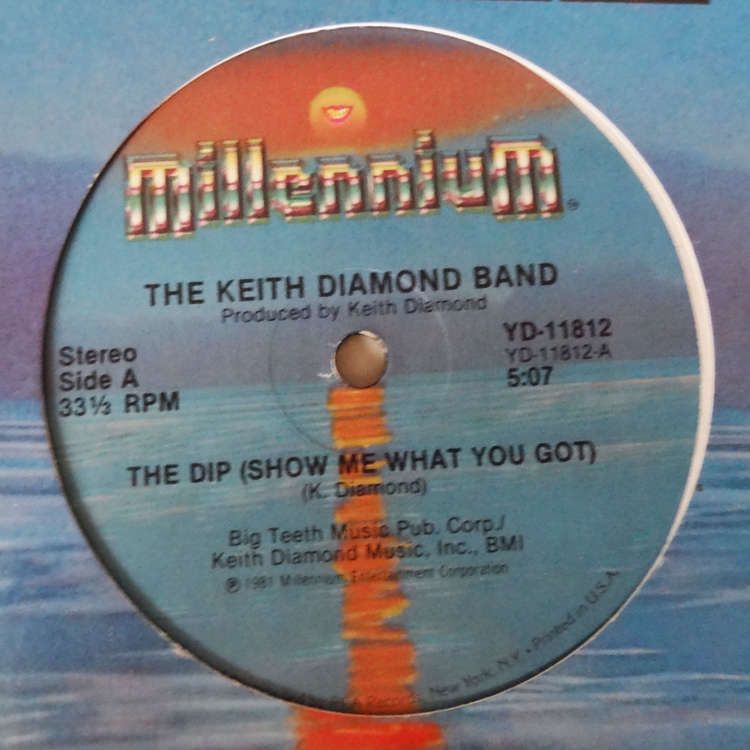 millennium®
THE KEITH DIAMOND BAND
Produced by Keith Diamond
Stereo
Side A
33⅓ RPM
YD-11812
YD-11812-A
5:07
THE DIP (SHOW ME WHAT YOU GOT)
(K. Diamond)
Big Teeth Music Pub. Corp./
Keith Diamond Music, Inc., BMI
℗ 1981 Millennium Entertainment Corporation
Records, New York, N.Y. • Printed in U.S.A.